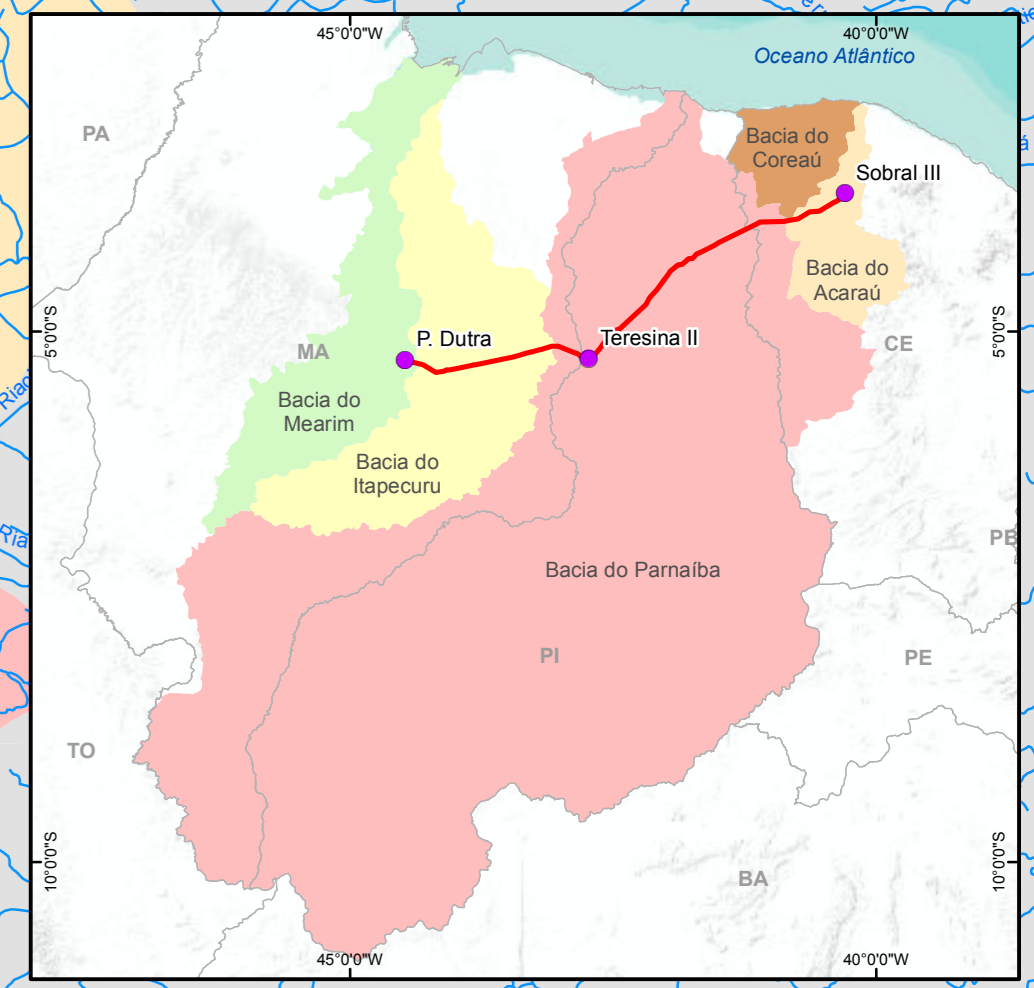 45°0'0"W
40°0'0"W
Oceano Atlântico
PA
Bacia do
Coreaú
Sobral III
Bacia do
Acaraú
5°0'0"S
5°0'0"S
P. Dutra
Teresina II
MA
CE
Bacia do
Mearim
Bacia do
Itapecuru
PB
Bacia do Parnaíba
PI
PE
TO
10°0'0"S
10°0'0"S
BA
45°0'0"W
40°0'0"W